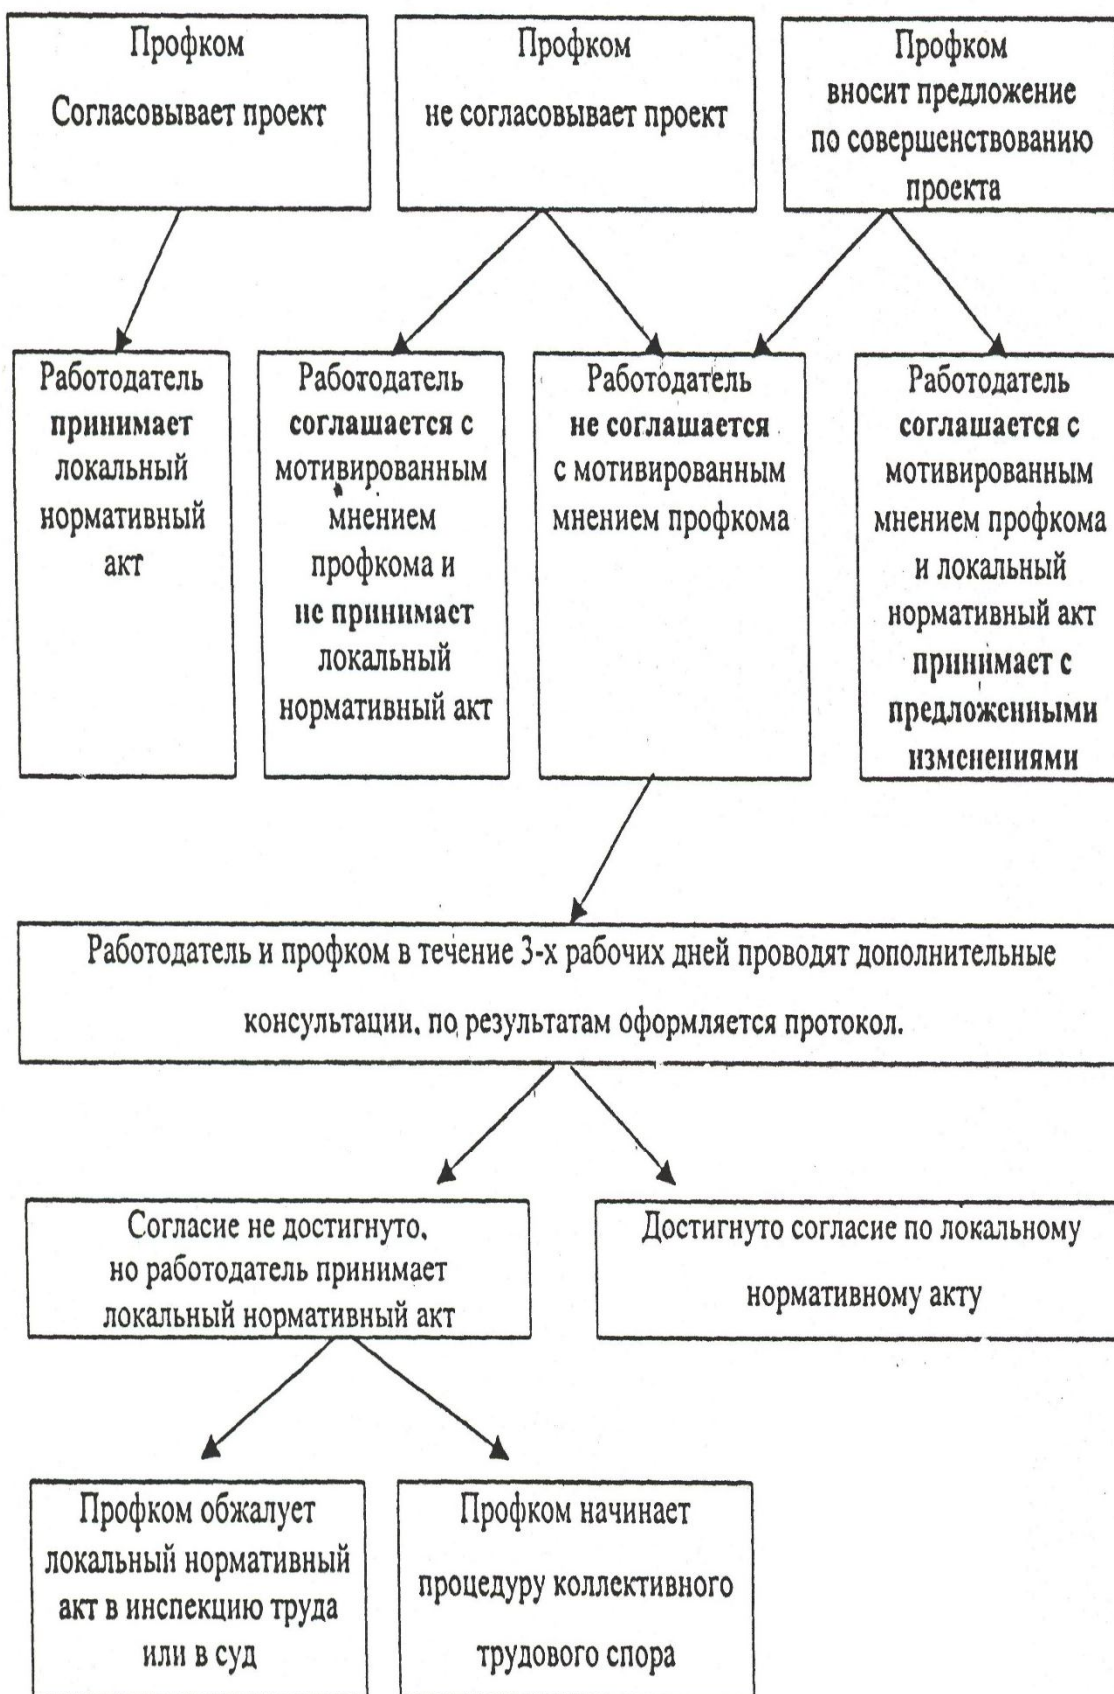 Профком
Согласовывает проект
Профком
не согласовывает проект
Профком
вносит предложение
по совершенствованию
проекта
Работодатель
принимает
локальный
нормативный
акт
Работодатель
соглашается с
мотивированным
мнением
профкома и
не принимает
локальный
нормативный акт
Работодатель
не соглашается
с мотивированным
мнением профкома
Работодатель
соглашается с
мотивированным
мнением профкома
и локальный
нормативный акт
принимает с
предложенными
изменениями
Работодатель и профком в течение 3-х рабочих дней проводят дополнительные
консультации, по результатам оформляется протокол.
Согласие не достигнуто,
но работодатель принимает
локальный нормативный акт
Достигнуто согласие по локальному
нормативному акту
Профком обжалует
локальный нормативный
акт в инспекцию труда
или в суд
Профком начинает
процедуру коллективного
трудового спора